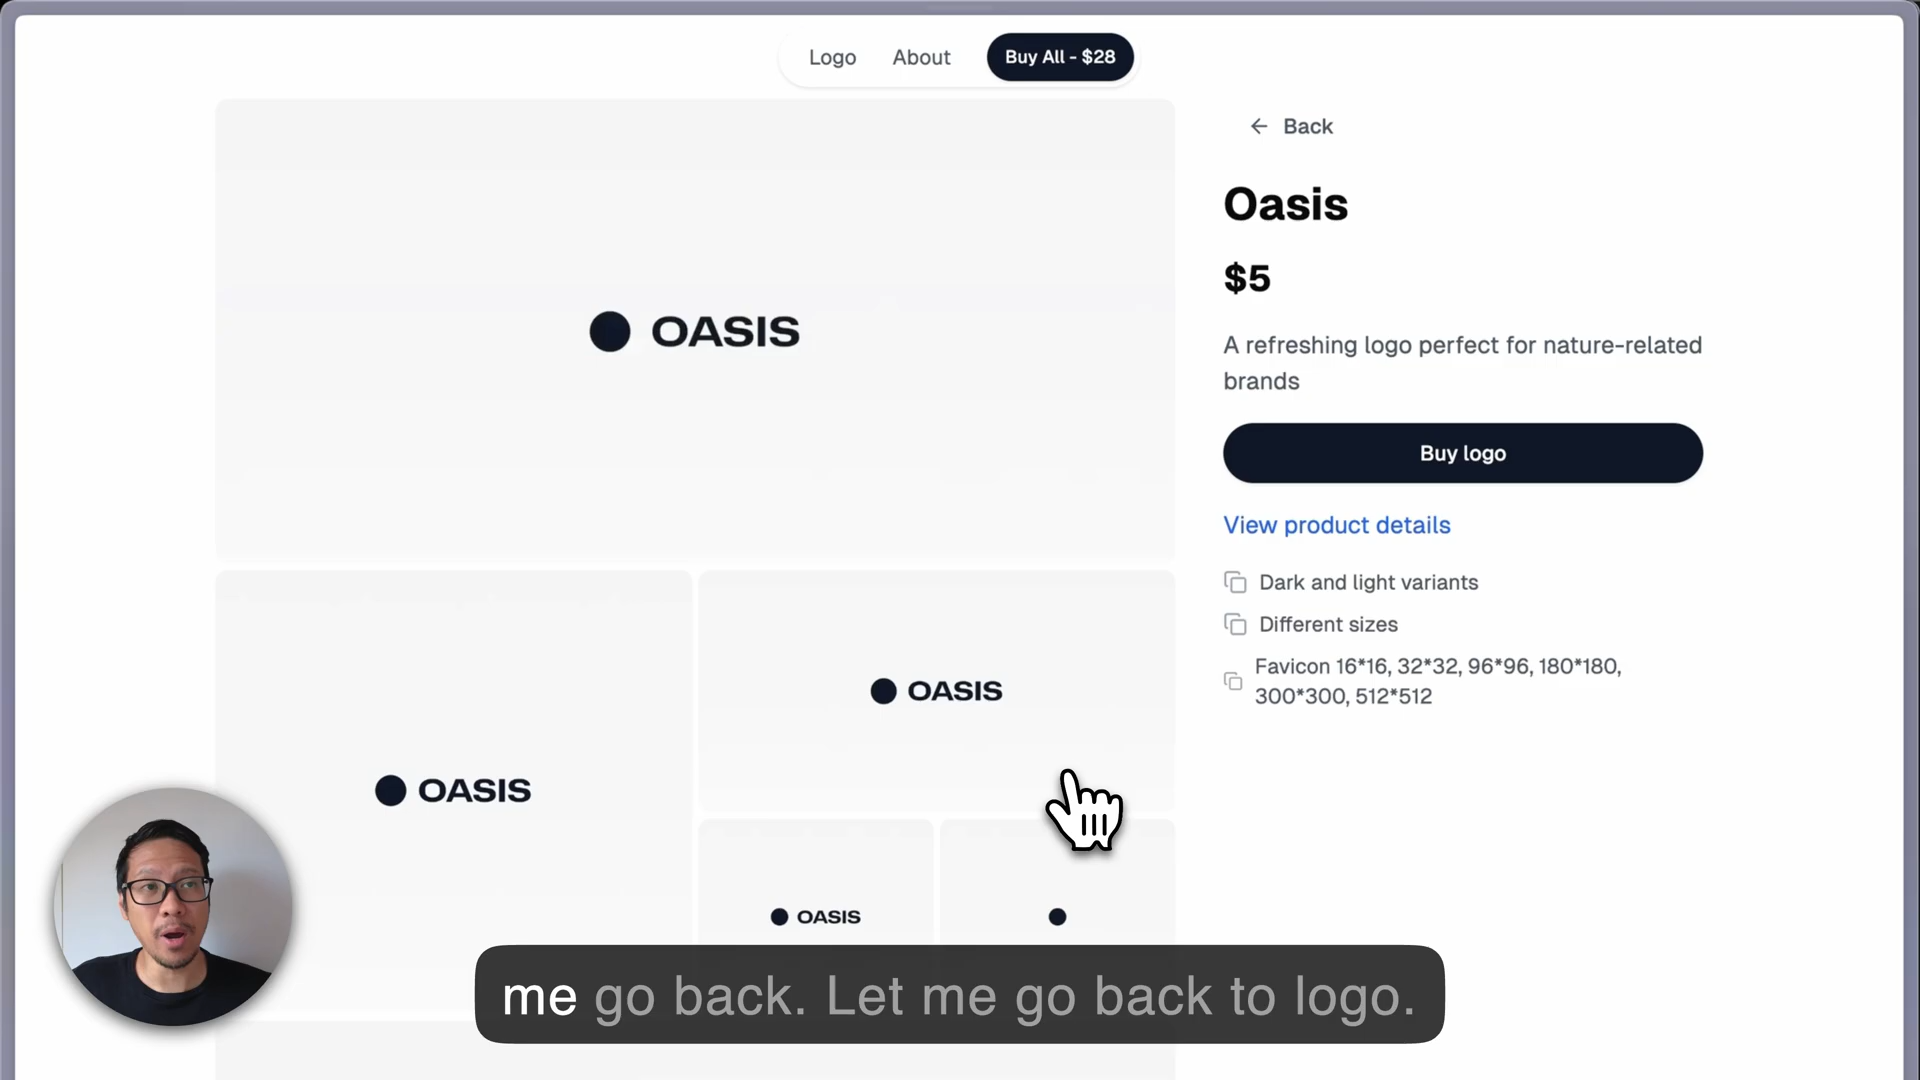 Logo About Buy All - $28
← Back
Oasis
$5
A refreshing logo perfect for nature-related
brands
Buy logo
View product details
Dark and light variants
Different sizes
Favicon 16*16, 32*32, 96*96, 180*180,
300*300, 512*512
OASIS
OASIS
OASIS
OASIS
me go back. Let me go back to logo.